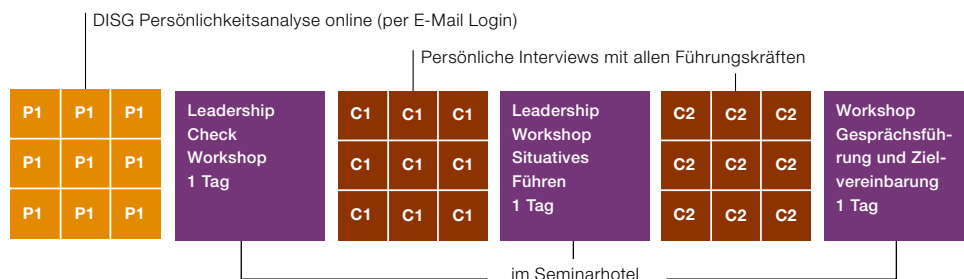 DISG Persönlichkeitsanalyse online (per E-Mail Login)
Persönliche Interviews mit allen Führungskräften
P1 P1 P1
P1 P1 P1
P1 P1 P1
Leadership
Check
Workshop
1 Tag
C1 C1 C1
C1 C1 C1
C1 C1 C1
Leadership
Workshop
Situatives
Führen
1 Tag
C2 C2 C2
C2 C2 C2
C2 C2 C2
Workshop
Gesprächsfüh-
rung und Ziel-
vereinbarung
1 Tag
im Seminarhotel